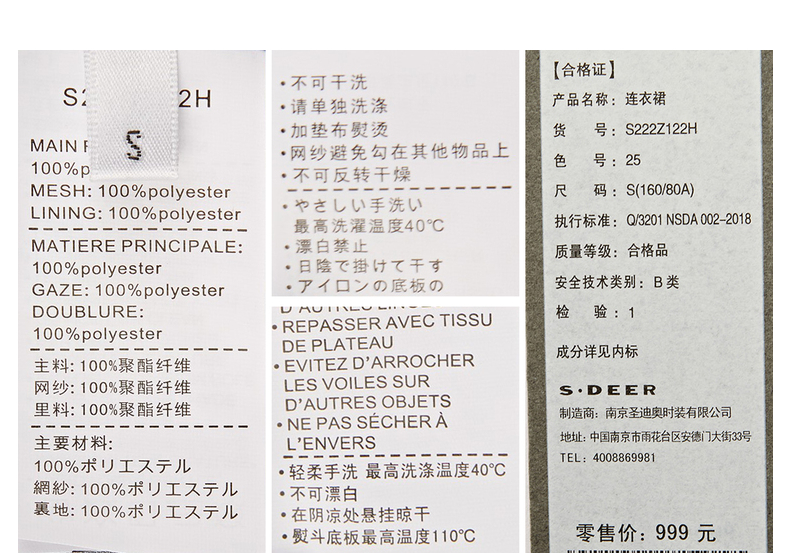 S2 2H
S
MAIN
100%p
MESH: 100%polyester
LINING: 100%polyester
MATIERE PRINCIPALE:
100%polyester
GAZE: 100%polyester
DOUBLURE:
100%polyester
主料: 100%聚酯纤维
网纱: 100%聚酯纤维
里料: 100%聚酯纤维
主要材料:
100%ポリエステル
網紗: 100%ポリエステル
裏地: 100%ポリエステル
•不可干洗
•请单独洗涤
•加垫布熨烫
•网纱避免勾在其他物品上
•不可反转干燥
•やさしい手洗い
最高洗濯温度40℃
•漂白禁止
•日陰で掛けて干す
•アイロンの底板の
D'AUTRES LINGE
•REPASSER AVEC TISSU
DE PLATEAU
•EVITEZ D'ARROCHER
LES VOILES SUR
D'AUTRES OBJETS
•NE PAS SÉCHER À
L'ENVERS
•轻柔手洗 最高洗涤温度40℃
•不可漂白
•在阴凉处悬挂晾干
•熨斗底板最高温度110℃
【合格证】
产品名称: 连衣裙
货 号: S222Z122H
色 号: 25
尺 码: S(160/80A)
执行标准: Q/3201 NSDA 002-2018
质量等级: 合格品
安全技术类别: B 类
检 验: 1
成分详见内标
S·DEER
制造商: 南京圣迪奥时装有限公司
地址: 中国南京市雨花台区安德门大街33号
TEL: 4008869981
零售价: 999 元